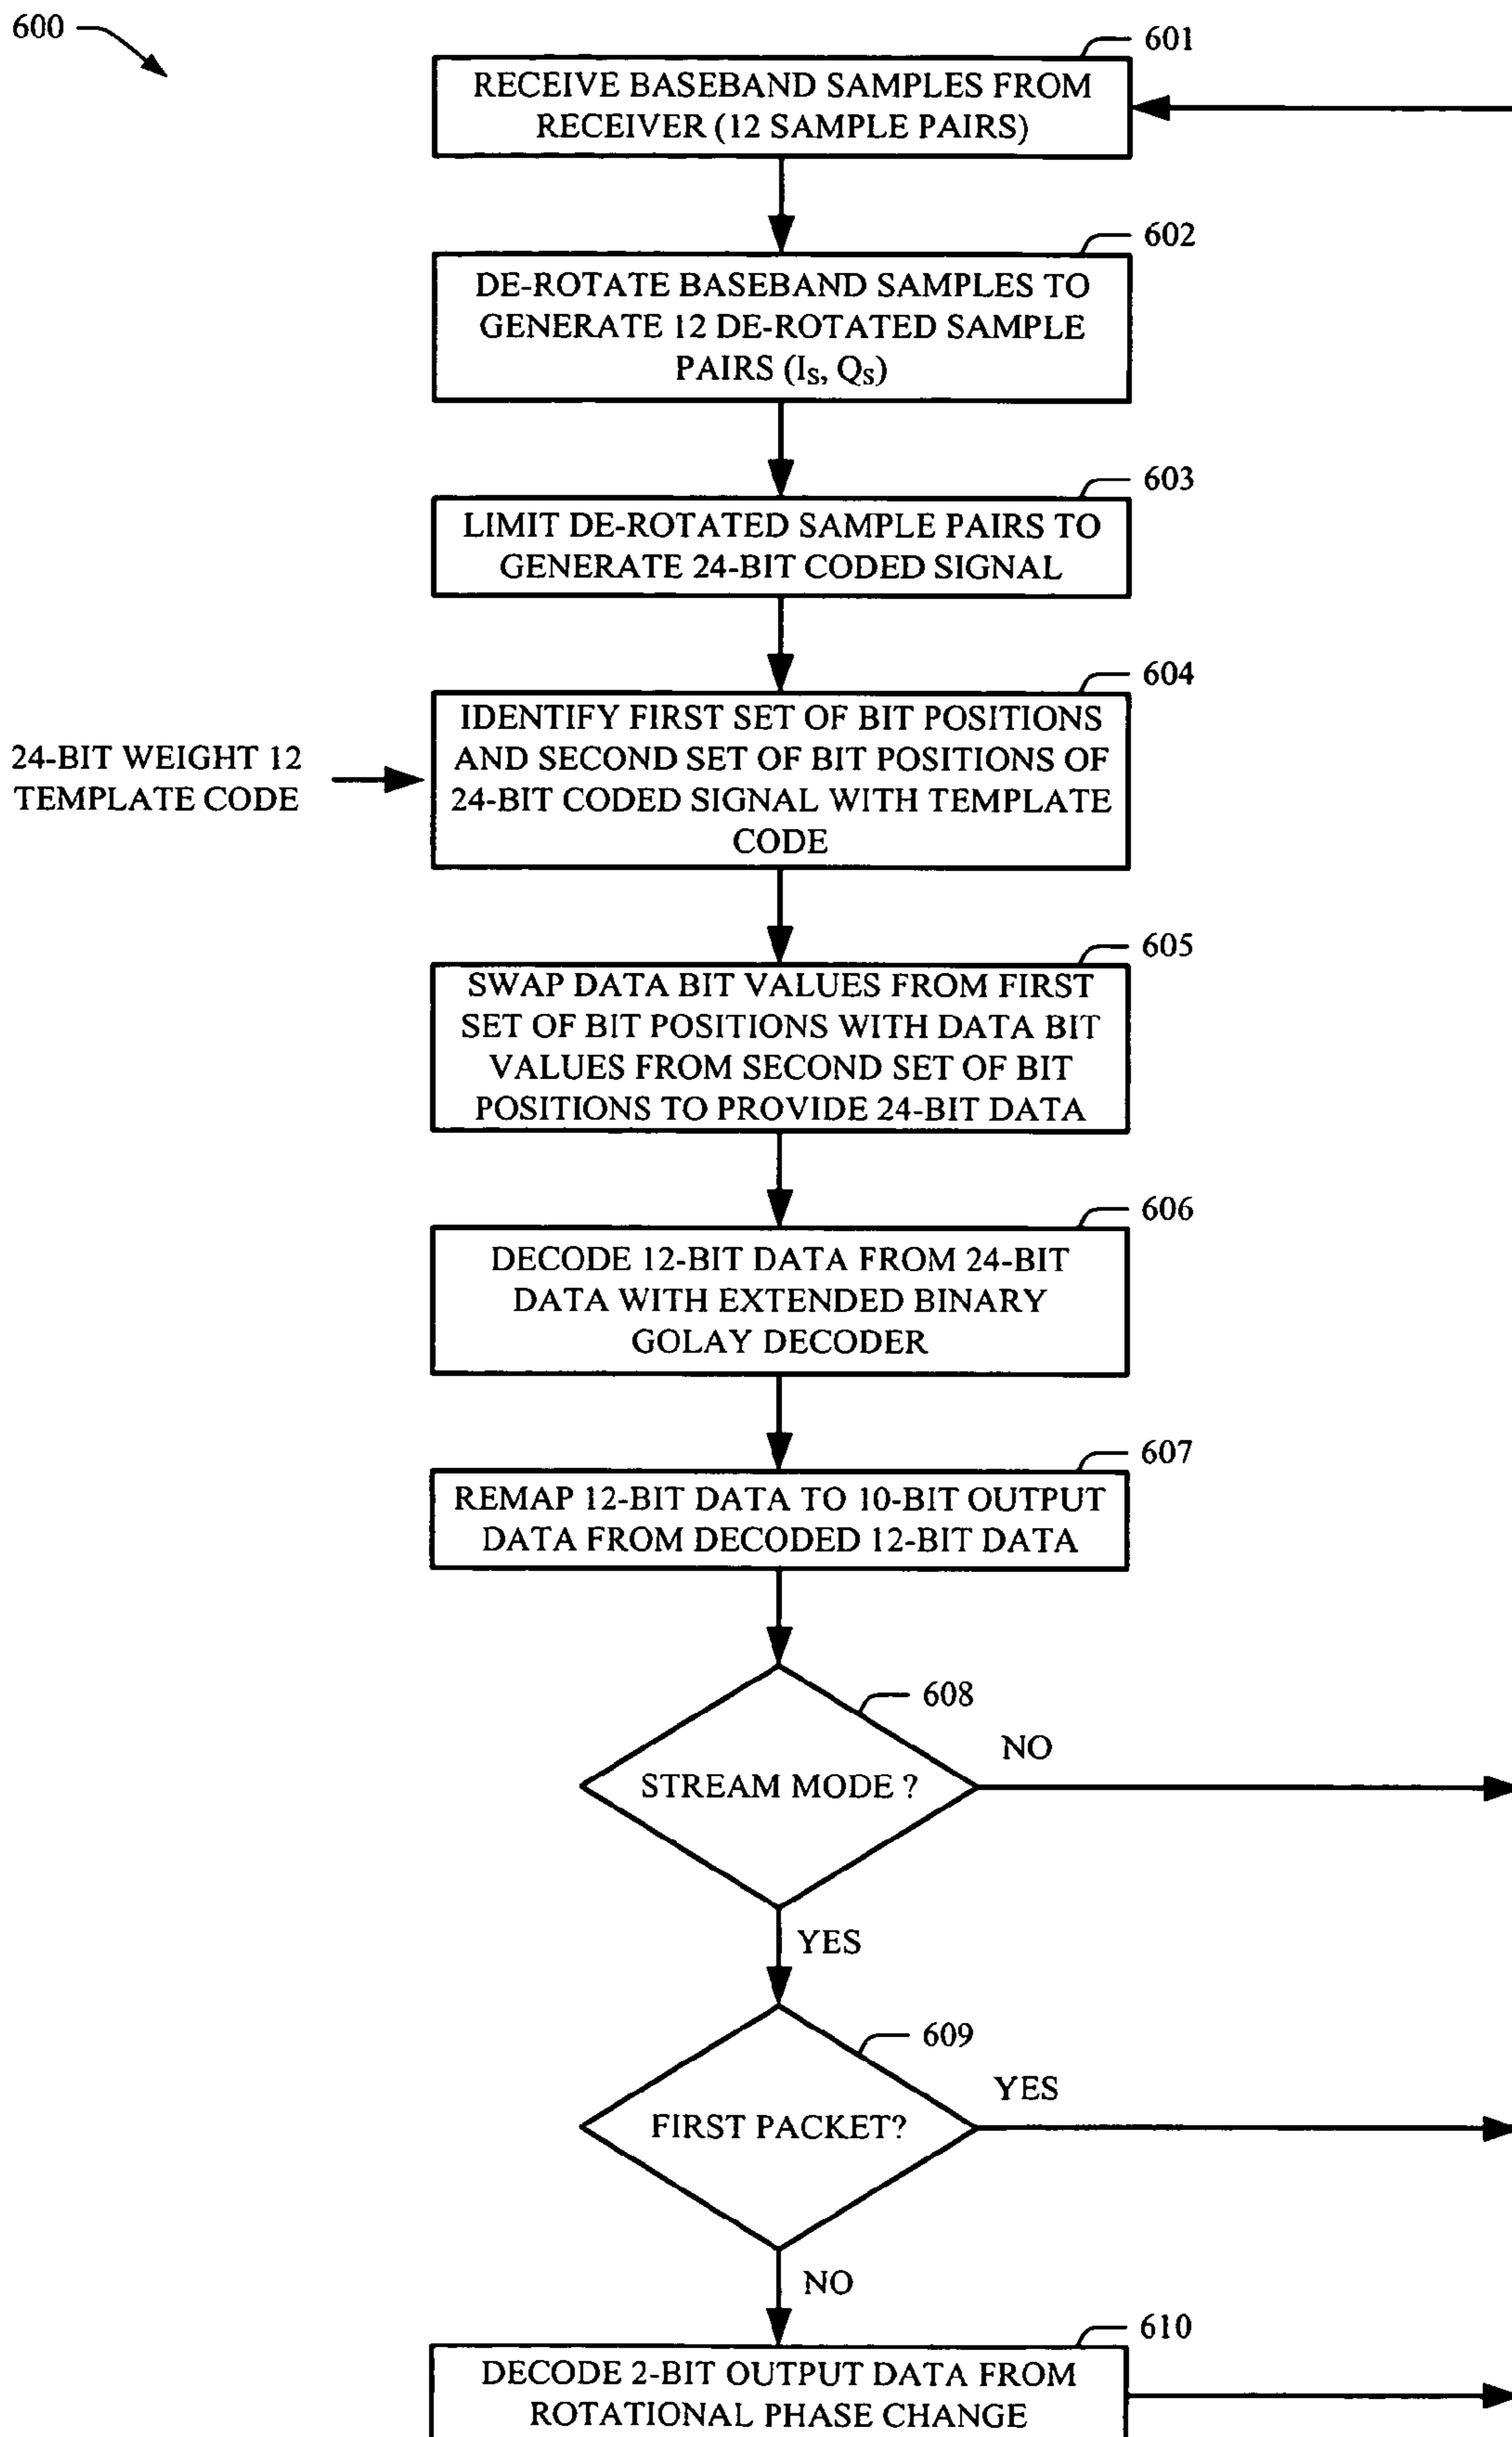 600
601
RECEIVE BASEBAND SAMPLES FROM
RECEIVER (12 SAMPLE PAIRS)
602
DE-ROTATE BASEBAND SAMPLES TO
GENERATE 12 DE-ROTATED SAMPLE
PAIRS (IS, QS)
603
LIMIT DE-ROTATED SAMPLE PAIRS TO
GENERATE 24-BIT CODED SIGNAL
604
24-BIT WEIGHT 12
TEMPLATE CODE
IDENTIFY FIRST SET OF BIT POSITIONS
AND SECOND SET OF BIT POSITIONS OF
24-BIT CODED SIGNAL WITH TEMPLATE
CODE
605
SWAP DATA BIT VALUES FROM FIRST
SET OF BIT POSITIONS WITH DATA BIT
VALUES FROM SECOND SET OF BIT
POSITIONS TO PROVIDE 24-BIT DATA
606
DECODE 12-BIT DATA FROM 24-BIT
DATA WITH EXTENDED BINARY
GOLAY DECODER
607
REMAP 12-BIT DATA TO 10-BIT OUTPUT
DATA FROM DECODED 12-BIT DATA
608
NO
STREAM MODE ?
YES
609
YES
FIRST PACKET?
NO
610
DECODE 2-BIT OUTPUT DATA FROM
ROTATIONAL PHASE CHANGE